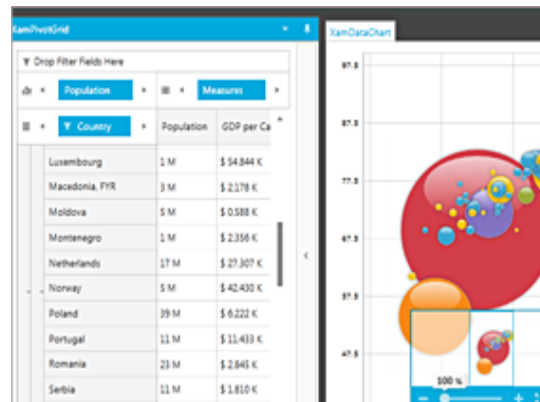 XamPivotGrid
XamDataChart
Drop Filter Fields Here
Population
Measures
Country
Population GDP per Ca
Luxembourg 1 M $ 54.844 K
Macedonia, FYR 3 M $ 2.178 K
Moldova 5 M $ 0.588 K
Montenegro 1 M $ 2.356 K
Netherlands 17 M $ 27.307 K
Norway 5 M $ 42.430 K
Poland 39 M $ 6.222 K
Portugal 11 M $ 11.433 K
Romania 23 M $ 2.845 K
Serbia 11 M $ 1.810 K
97.5
87.5
77.5
67.5
57.5
47.5
100 %